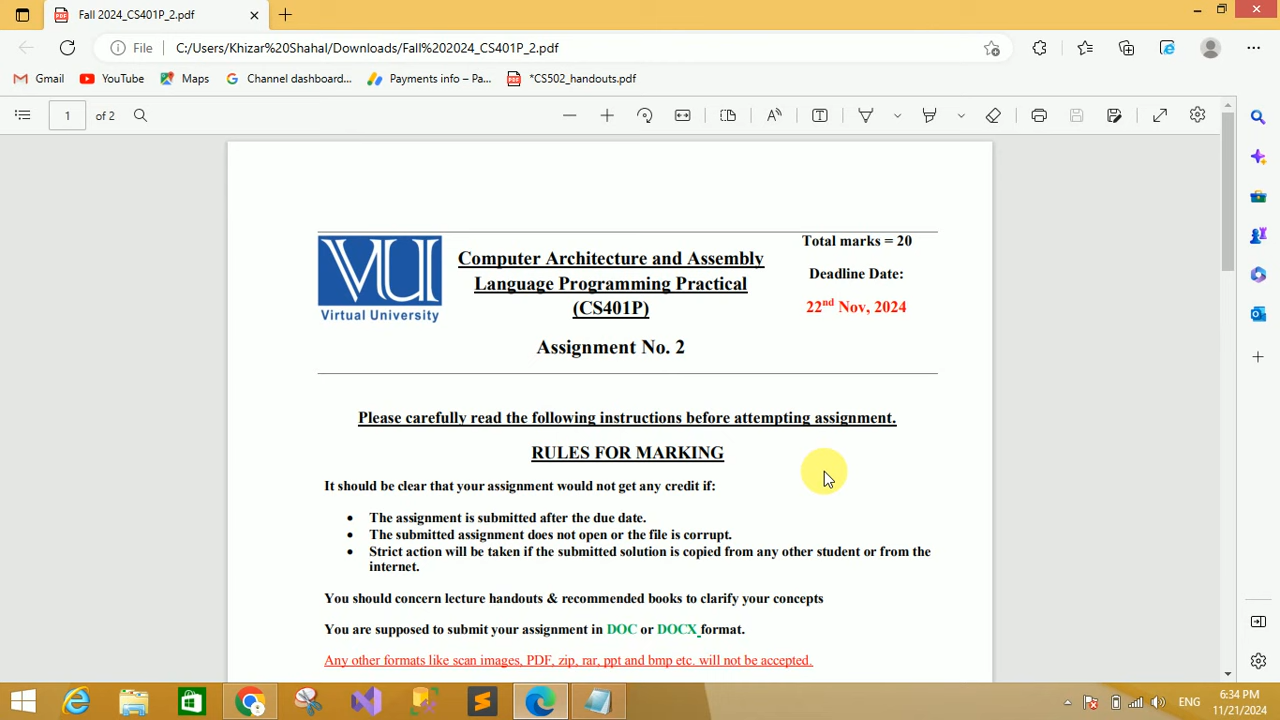 Fall 2024_CS401P_2.pdf
File C:/Users/Khizar%20Shahal/Downloads/Fall%202024_CS401P_2.pdf
Gmail YouTube Maps Channel dashboard... Payments info – Pa... *CS502_handouts.pdf
1 of 2
VU
Virtual University
Computer Architecture and Assembly
Language Programming Practical
(CS401P)
Assignment No. 2
Total marks = 20
Deadline Date:
22nd Nov, 2024
Please carefully read the following instructions before attempting assignment.
RULES FOR MARKING
It should be clear that your assignment would not get any credit if:
• The assignment is submitted after the due date.
• The submitted assignment does not open or the file is corrupt.
• Strict action will be taken if the submitted solution is copied from any other student or from the
internet.
You should concern lecture handouts & recommended books to clarify your concepts
You are supposed to submit your assignment in DOC or DOCX format.
Any other formats like scan images, PDF, zip, rar, ppt and bmp etc. will not be accepted.
ENG
6:34 PM
11/21/2024